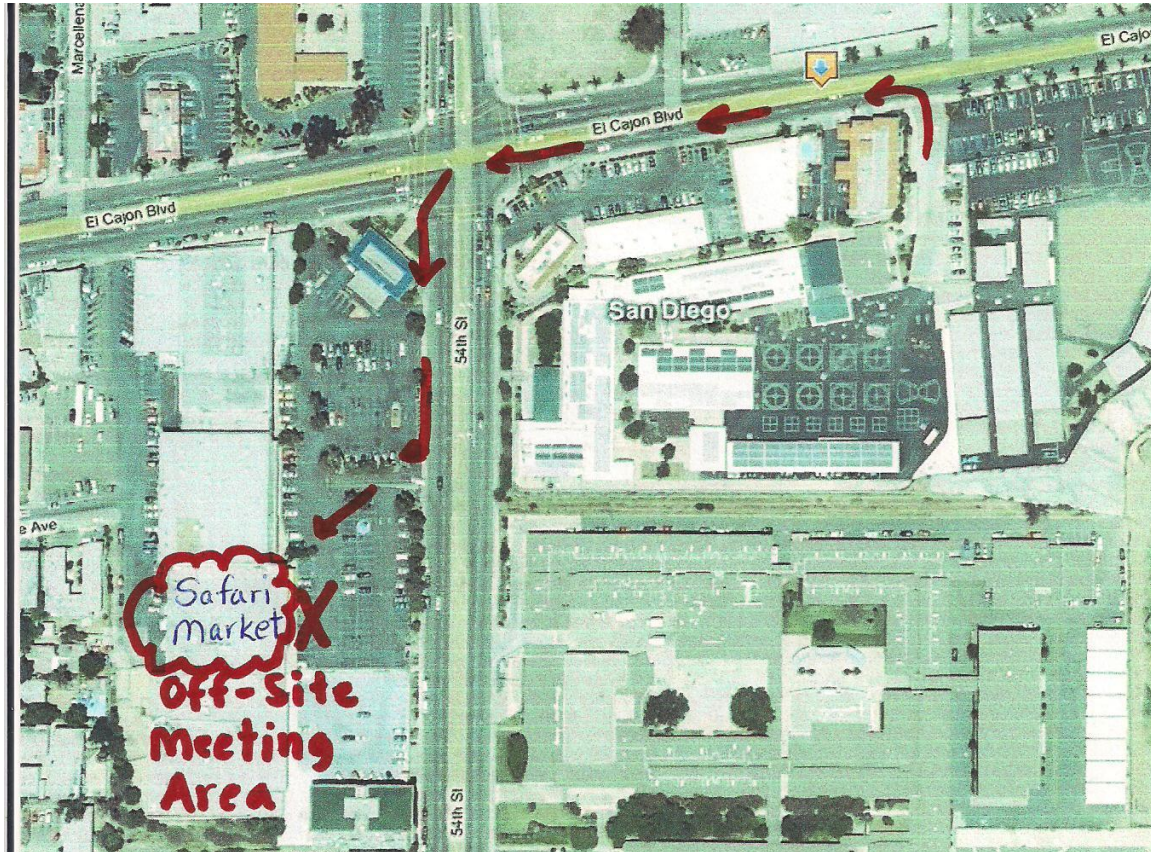 Marcellena
El Cajo
El Cajon Blvd
El Cajon Blvd
San Diego
54th St
e Ave
Safari
Market
Off-Site
Meeting
Area
54th St